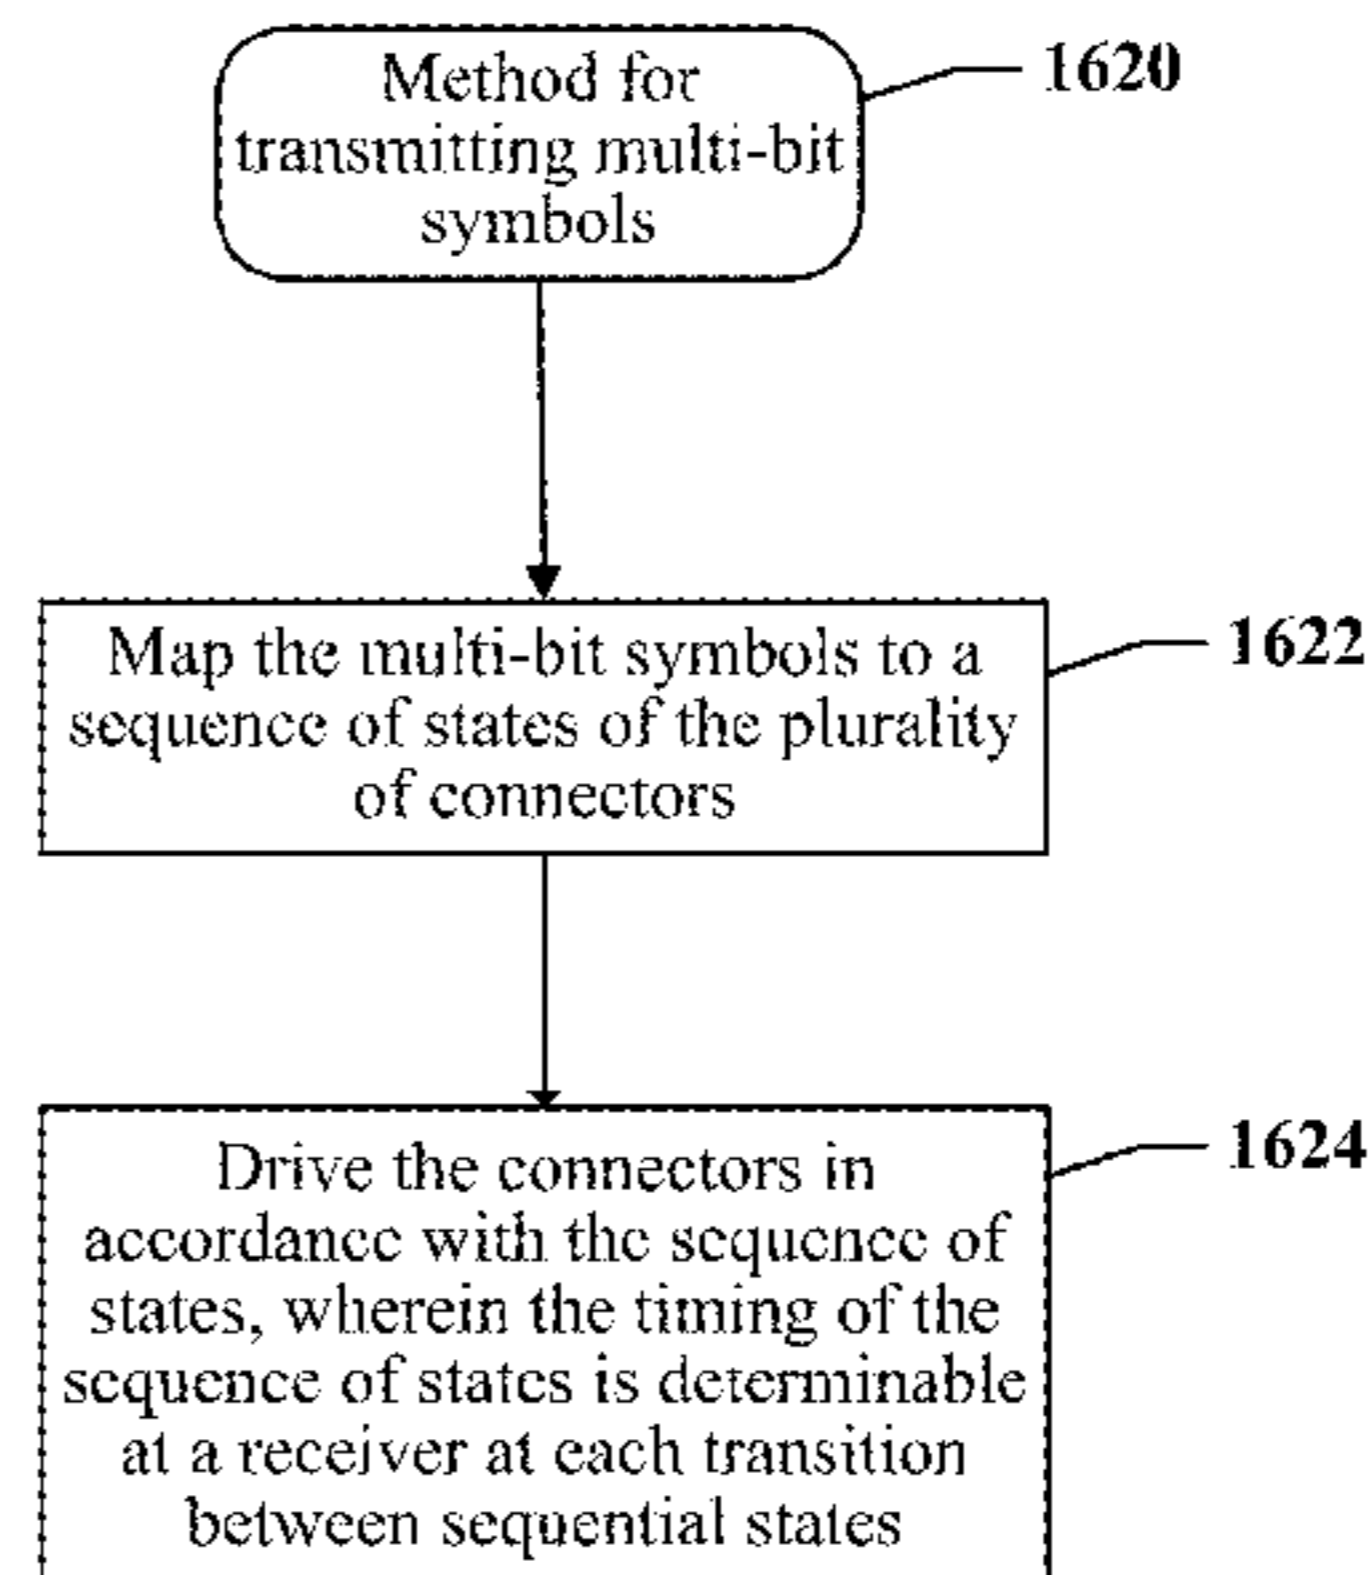 Method for
transmitting multi-bit
symbols
1620
Map the multi-bit symbols to a
sequence of states of the plurality
of connectors
1622
Drive the connectors in
accordance with the sequence of
states, wherein the timing of the
sequence of states is determinable
at a receiver at each transition
between sequential states
1624